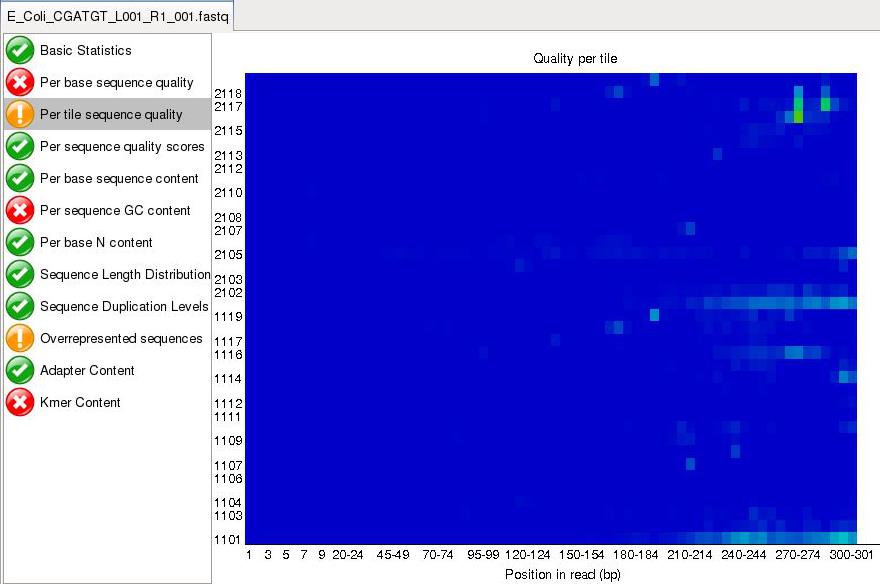 E_Coli_CGATGT_L001_R1_001.fastq
Basic Statistics
Per base sequence quality
Per tile sequence quality
Per sequence quality scores
Per base sequence content
Per sequence GC content
Per base N content
Sequence Length Distribution
Sequence Duplication Levels
Overrepresented sequences
Adapter Content
Kmer Content
Quality per tile
2118
2117
2115
2113
2112
2110
2108
2107
2105
2103
2102
1119
1117
1116
1114
1112
1111
1109
1107
1106
1104
1103
1101
1 3 5 7 9 20-24 45-49 70-74 95-99 120-124 150-154 180-184 210-214 240-244 270-274 300-301
Position in read (bp)